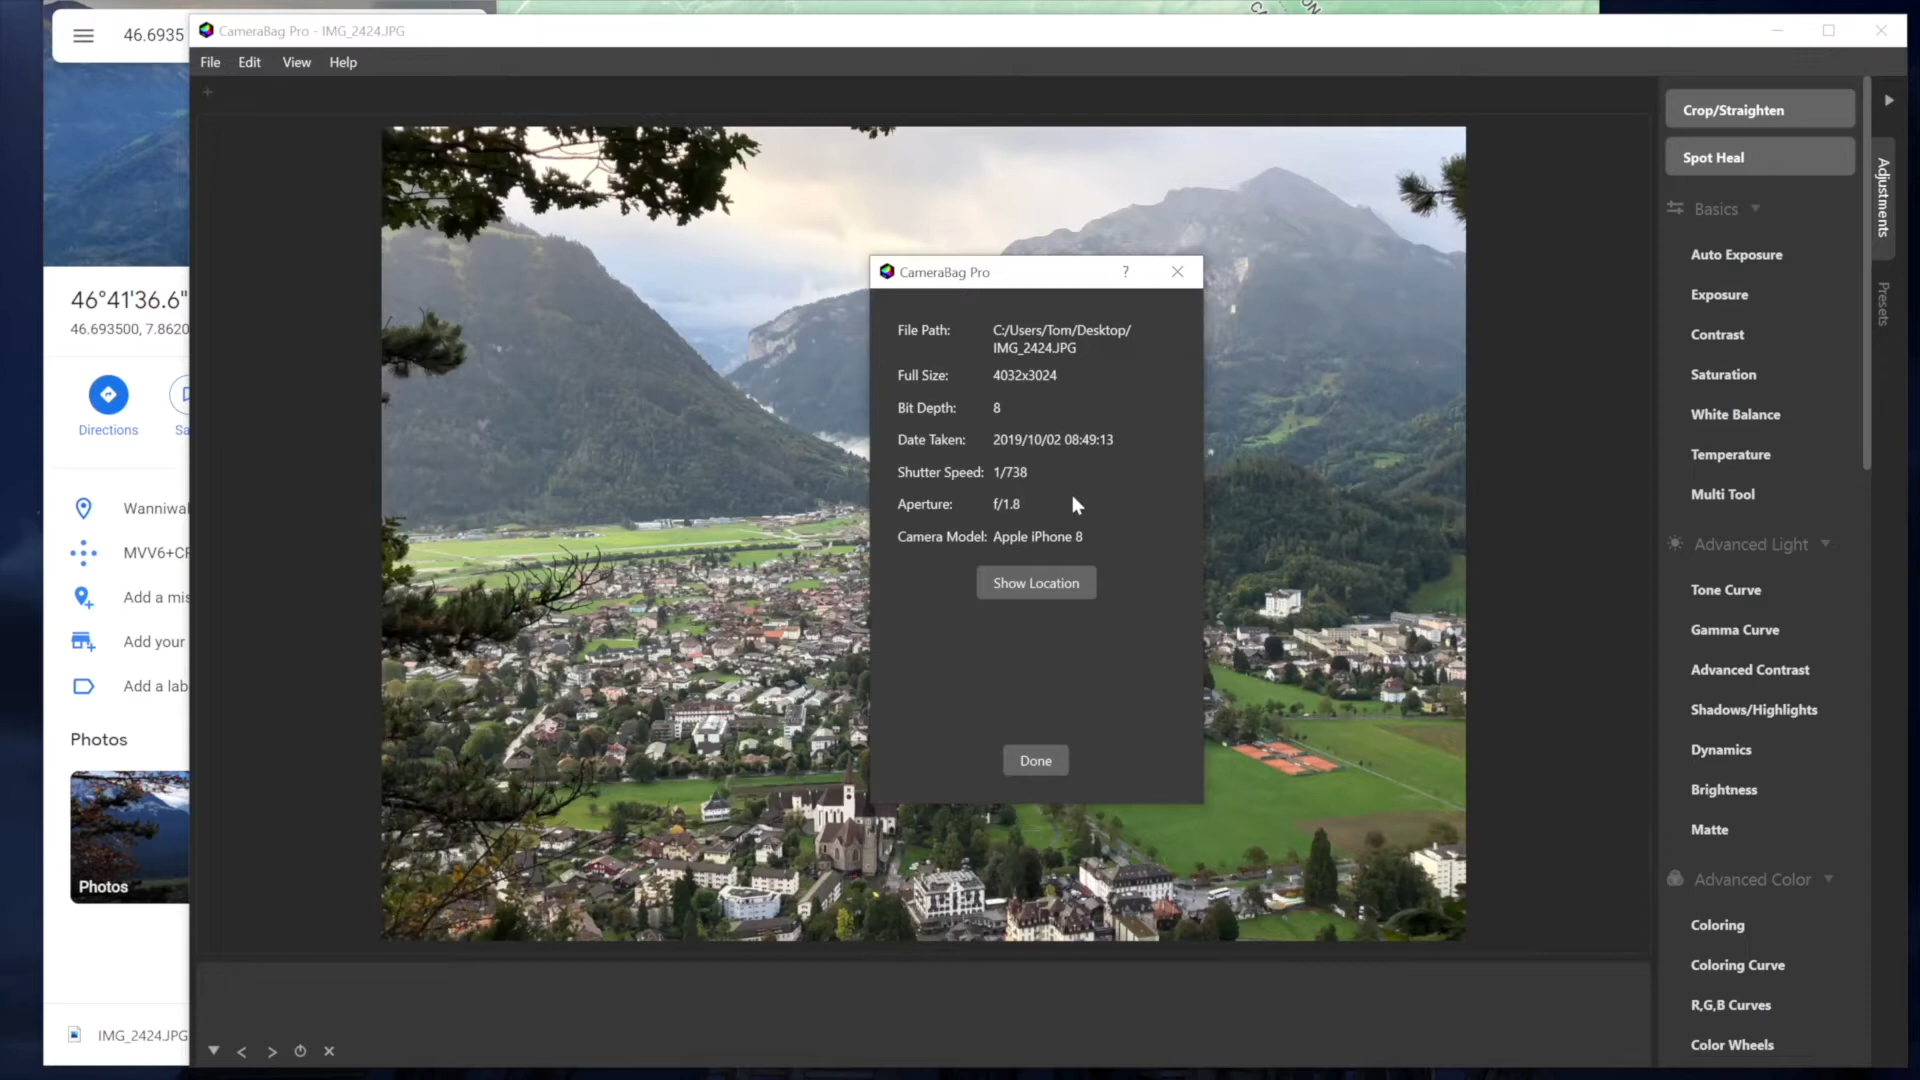 CA
ON
46.6935
CameraBag Pro - IMG_2424.JPG
File
Edit
View
Help
+
46°41'36.6"
46.693500, 7.8620
Directions
Sa
Wanniwal
MVV6+CF
Add a mis
Add your
Add a lab
Photos
Photos
IMG_2424.JPG
CameraBag Pro
?
File Path:
C:/Users/Tom/Desktop/
IMG_2424.JPG
Full Size:
4032x3024
Bit Depth:
8
Date Taken:
2019/10/02 08:49:13
Shutter Speed:
1/738
Aperture:
f/1.8
Camera Model:
Apple iPhone 8
Show Location
Done
Crop/Straighten
Spot Heal
Basics
Auto Exposure
Exposure
Contrast
Saturation
White Balance
Temperature
Multi Tool
Advanced Light
Tone Curve
Gamma Curve
Advanced Contrast
Shadows/Highlights
Dynamics
Brightness
Matte
Advanced Color
Coloring
Coloring Curve
R,G,B Curves
Color Wheels
Adjustments
Presets